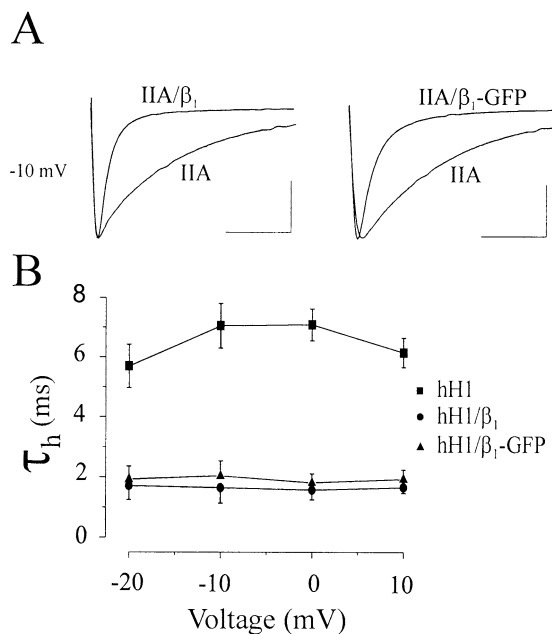 A
IIA/β₁
IIA/β₁-GFP
-10 mV
IIA
IIA
B
8
6
4
2
0
τh (ms)
hH1
hH1/β₁
hH1/β₁-GFP
-20
-10
0
10
Voltage (mV)